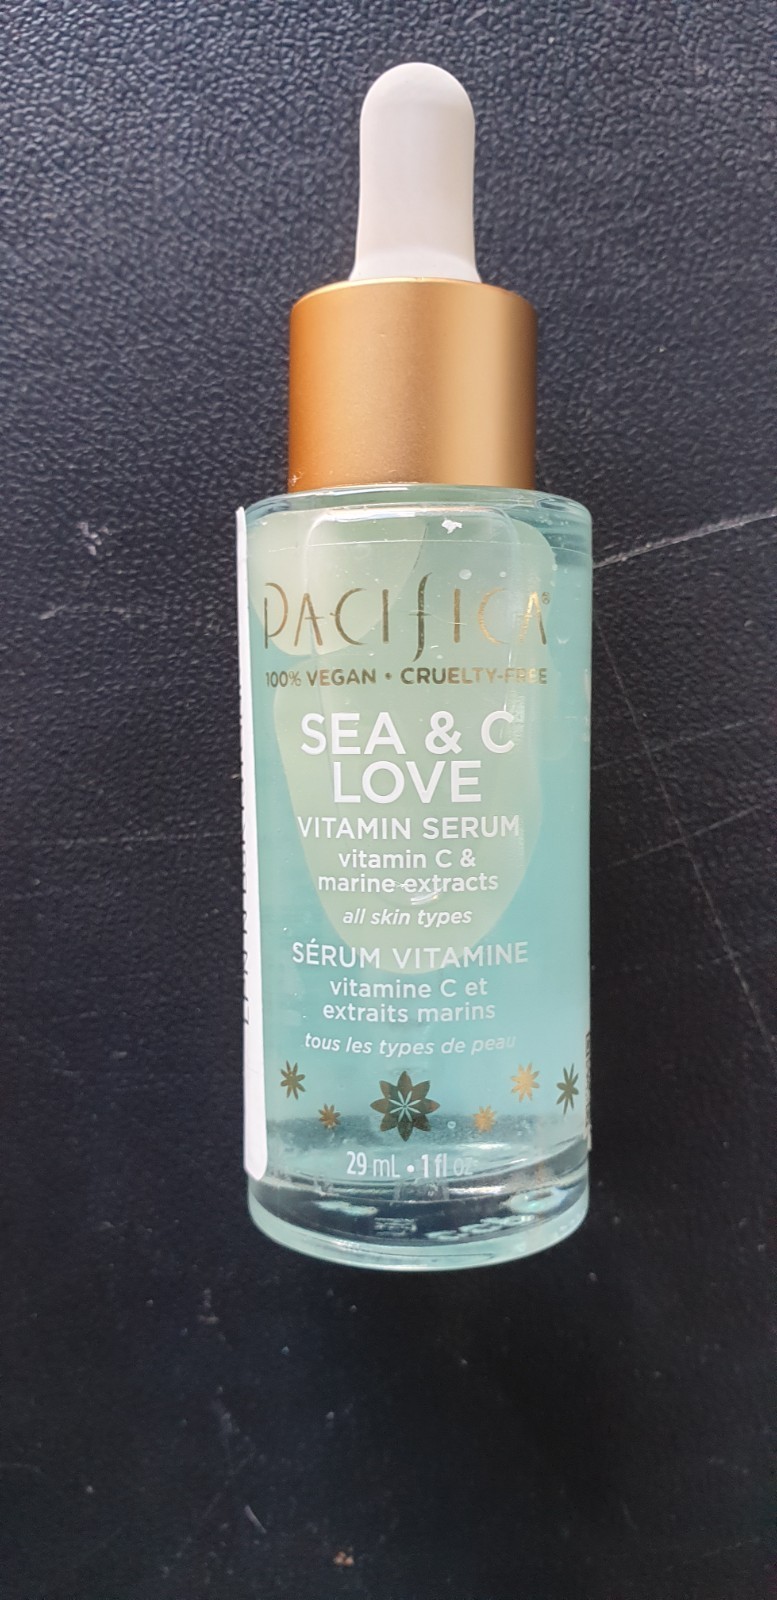 PACIFICA®
100% VEGAN • CRUELTY-FREE
SEA & C
LOVE
VITAMIN SERUM
vitamin C &
marine extracts
all skin types
SÉRUM VITAMINE
vitamine C et
extraits marins
tous les types de peau
29 mL • 1 fl oz